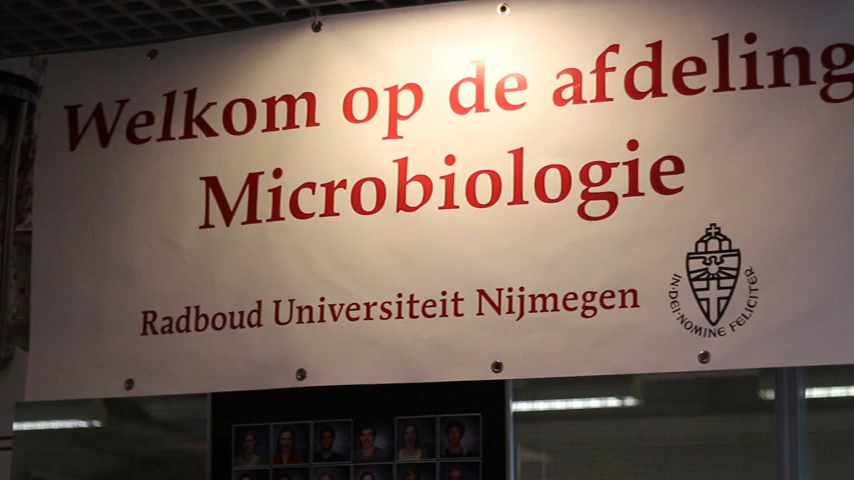 Welkom op de afdeling
Microbiologie
Radboud Universiteit Nijmegen
IN·DEI·NOMINE FELICITER